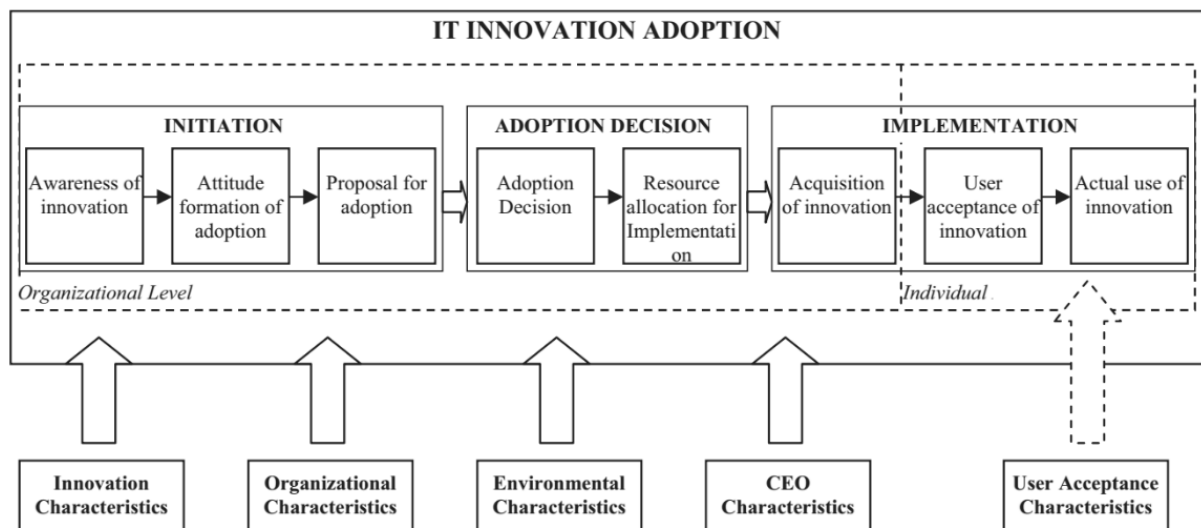 IT INNOVATION ADOPTION
INITIATION
Awareness of
innovation
Attitude
formation of
adoption
Proposal for
adoption
ADOPTION DECISION
Adoption
Decision
Resource
allocation for
Implementati
on
IMPLEMENTATION
Acquisition
of innovation
User
acceptance of
innovation
Actual use of
innovation
Organizational Level
Individual
Innovation
Characteristics
Organizational
Characteristics
Environmental
Characteristics
CEO
Characteristics
User Acceptance
Characteristics